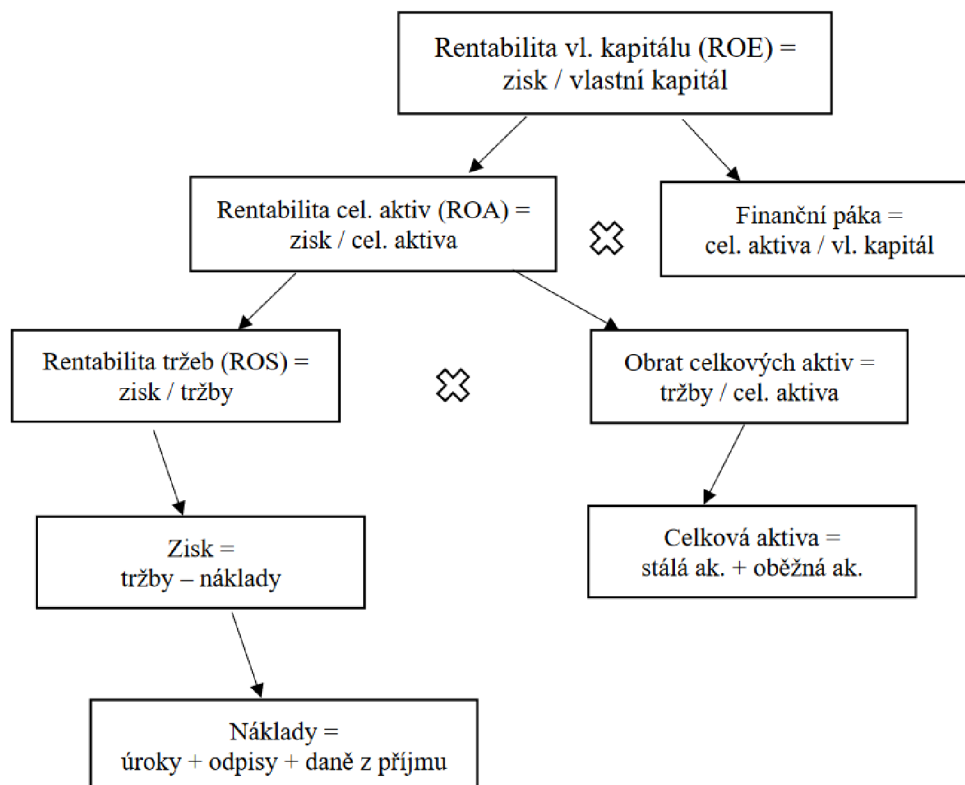 Rentabilita vl. kapitálu (ROE) =
zisk / vlastní kapitál
Rentabilita cel. aktiv (ROA) =
zisk / cel. aktiva
Finanční páka =
cel. aktiva / vl. kapitál
Rentabilita tržeb (ROS) =
zisk / tržby
Obrat celkových aktiv =
tržby / cel. aktiva
Zisk =
tržby – náklady
Celková aktiva =
stálá ak. + oběžná ak.
Náklady =
úroky + odpisy + daně z příjmu